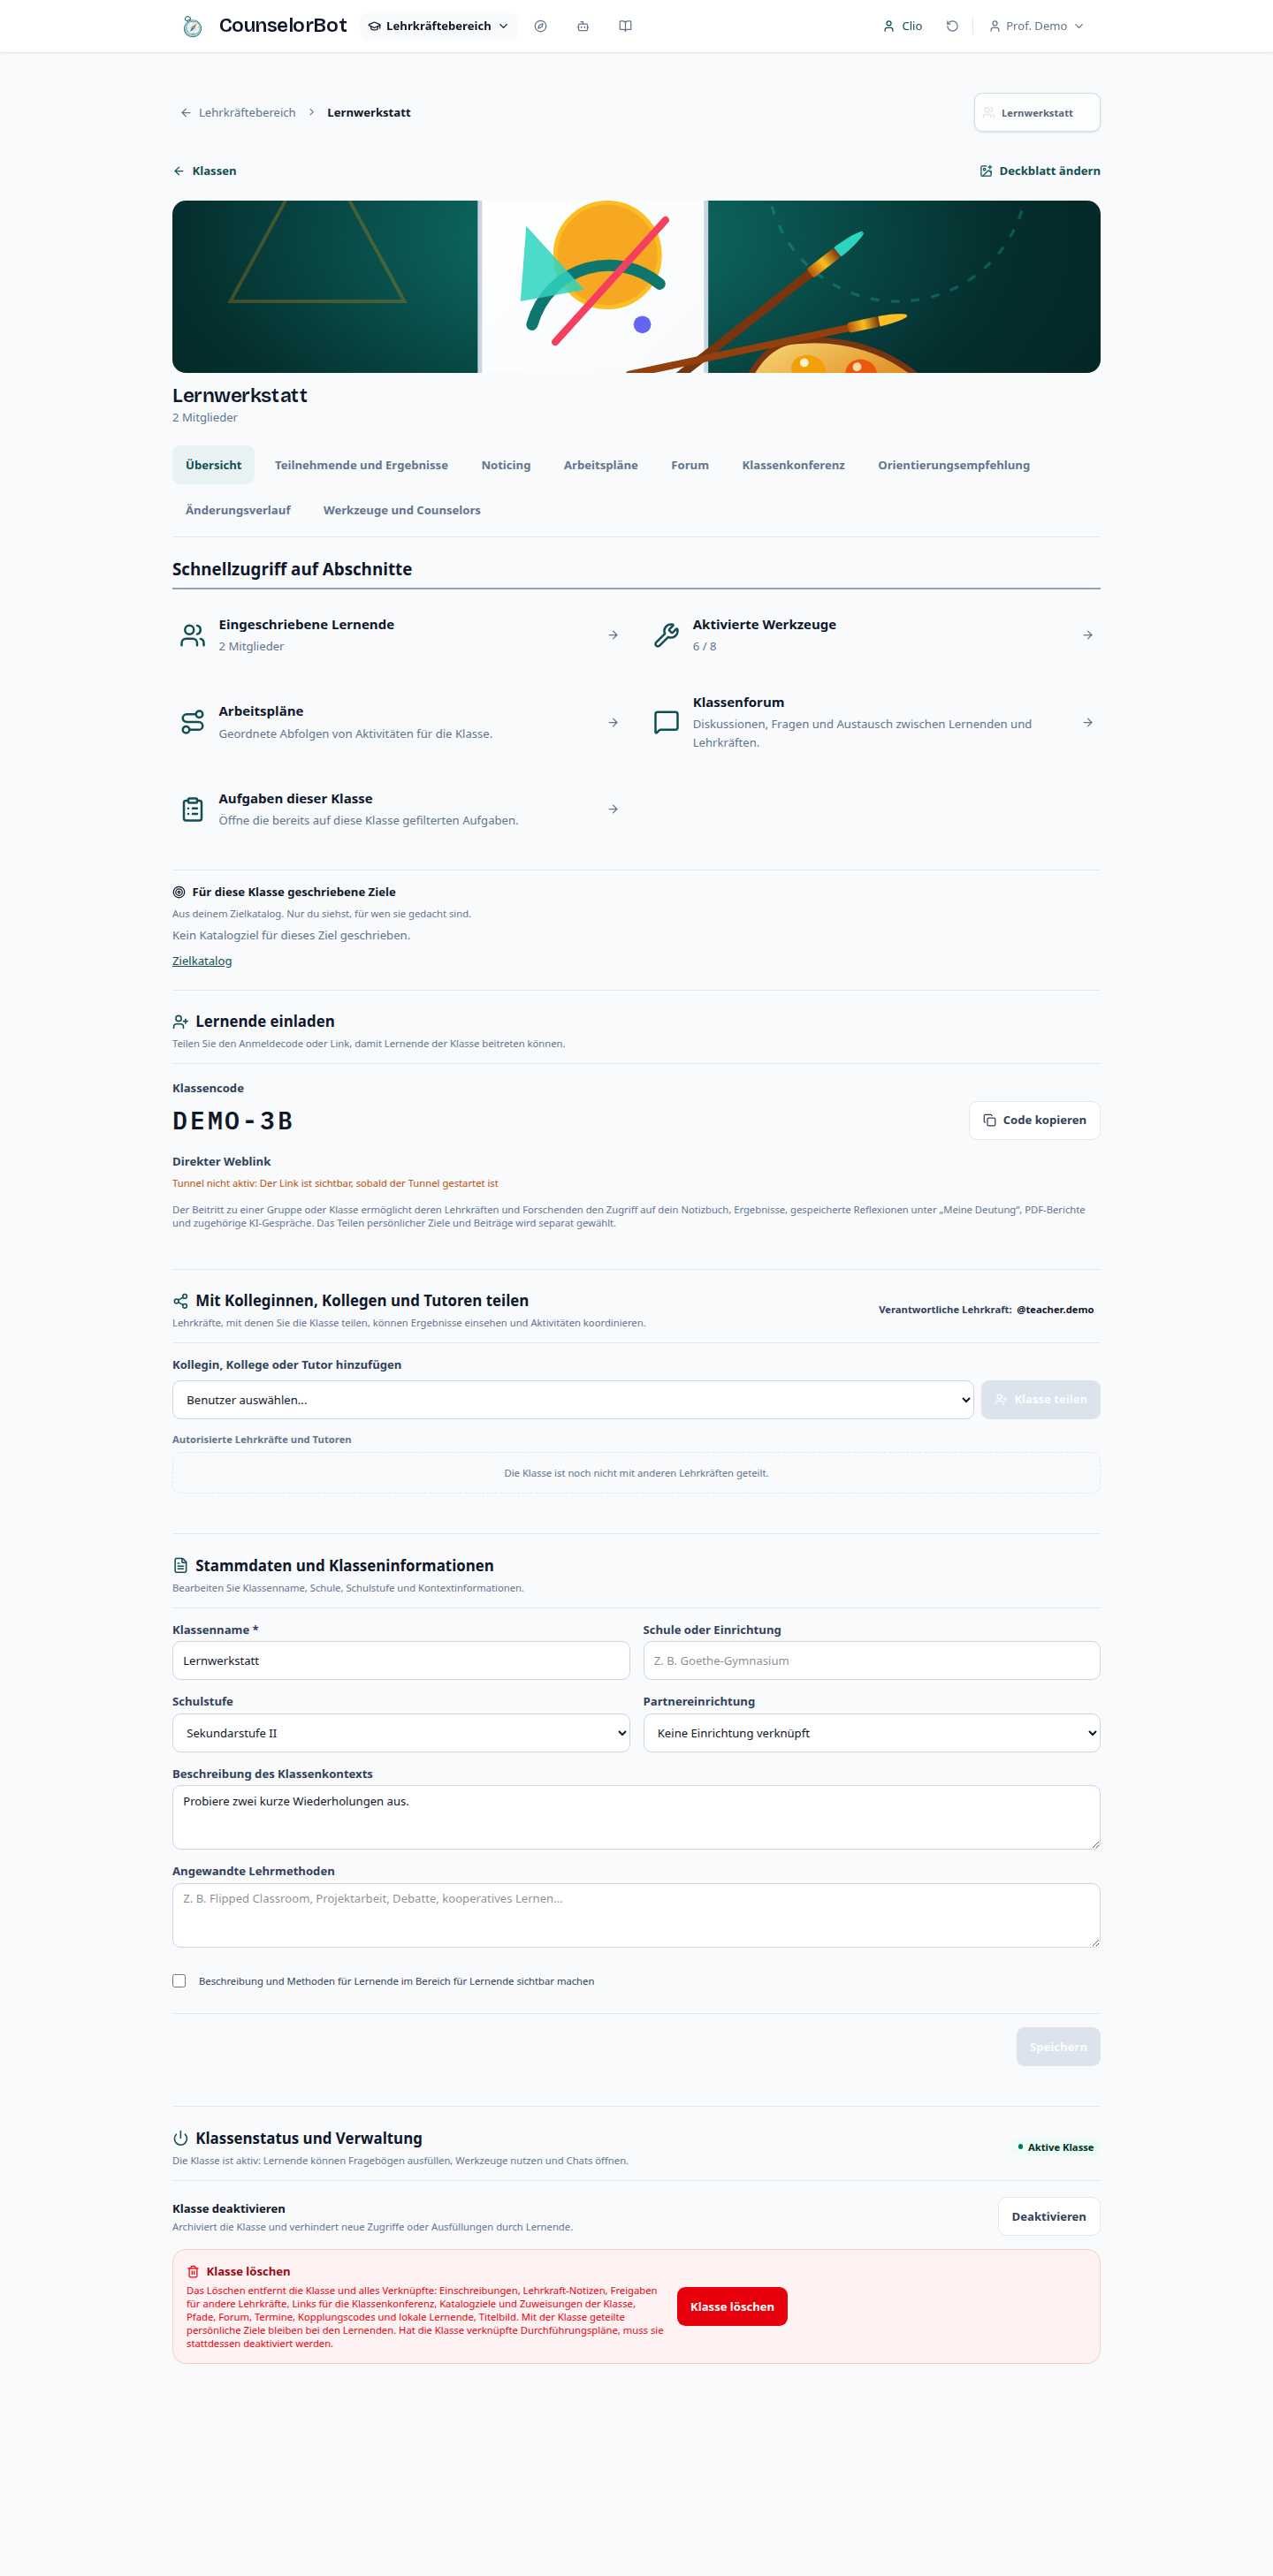 CounselorBot
Lehrkräftebereich
Clio
Prof. Demo
Lehrkräftebereich
Lernwerkstatt
Lernwerkstatt
Klassen
Deckblatt ändern
Lernwerkstatt
2 Mitglieder
Übersicht
Teilnehmende und Ergebnisse
Noticing
Arbeitspläne
Forum
Klassenkonferenz
Orientierungsempfehlung
Änderungsverlauf
Werkzeuge und Counselors
Schnellzugriff auf Abschnitte
Eingeschriebene Lernende
2 Mitglieder
Aktivierte Werkzeuge
6 / 8
Arbeitspläne
Geordnete Abfolgen von Aktivitäten für die Klasse.
Klassenforum
Diskussionen, Fragen und Austausch zwischen Lernenden und
Lehrkräften.
Aufgaben dieser Klasse
Öffne die bereits auf diese Klasse gefilterten Aufgaben.
Für diese Klasse geschriebene Ziele
Aus deinem Zielkatalog. Nur du siehst, für wen sie gedacht sind.
Kein Katalogziel für dieses Ziel geschrieben.
Zielkatalog
Lernende einladen
Teilen Sie den Anmeldecode oder Link, damit Lernende der Klasse beitreten können.
Klassencode
DEMO-3B
Code kopieren
Direkter Weblink
Tunnel nicht aktiv: Der Link ist sichtbar, sobald der Tunnel gestartet ist
Der Beitritt zu einer Gruppe oder Klasse ermöglicht deren Lehrkräften und Forschenden den Zugriff auf dein Notizbuch, Ergebnisse, gespeicherte Reflexionen unter „Meine Deutung“, PDF-Berichte
und zugehörige KI-Gespräche. Das Teilen persönlicher Ziele und Beiträge wird separat gewählt.
Mit Kolleginnen, Kollegen und Tutoren teilen
Lehrkräfte, mit denen Sie die Klasse teilen, können Ergebnisse einsehen und Aktivitäten koordinieren.
Verantwortliche Lehrkraft: @teacher.demo
Kollegin, Kollege oder Tutor hinzufügen
Benutzer auswählen...
Klasse teilen
Autorisierte Lehrkräfte und Tutoren
Die Klasse ist noch nicht mit anderen Lehrkräften geteilt.
Stammdaten und Klasseninformationen
Bearbeiten Sie Klassenname, Schule, Schulstufe und Kontextinformationen.
Klassenname *
Schule oder Einrichtung
Lernwerkstatt
Z. B. Goethe-Gymnasium
Schulstufe
Partnereinrichtung
Sekundarstufe II
Keine Einrichtung verknüpft
Beschreibung des Klassenkontexts
Probiere zwei kurze Wiederholungen aus.
Angewandte Lehrmethoden
Z. B. Flipped Classroom, Projektarbeit, Debatte, kooperatives Lernen...
Beschreibung und Methoden für Lernende im Bereich für Lernende sichtbar machen
Speichern
Klassenstatus und Verwaltung
Die Klasse ist aktiv: Lernende können Fragebögen ausfüllen, Werkzeuge nutzen und Chats öffnen.
Aktive Klasse
Klasse deaktivieren
Archiviert die Klasse und verhindert neue Zugriffe oder Ausfüllungen durch Lernende.
Deaktivieren
Klasse löschen
Das Löschen entfernt die Klasse und alles Verknüpfte: Einschreibungen, Lehrkraft-Notizen, Freigaben
für andere Lehrkräfte, Links für die Klassenkonferenz, Katalogziele und Zuweisungen der Klasse,
Pfade, Forum, Termine, Kopplungscodes und lokale Lernende, Titelbild. Mit der Klasse geteilte
persönliche Ziele bleiben bei den Lernenden. Hat die Klasse verknüpfte Durchführungspläne, muss sie
stattdessen deaktiviert werden.
Klasse löschen